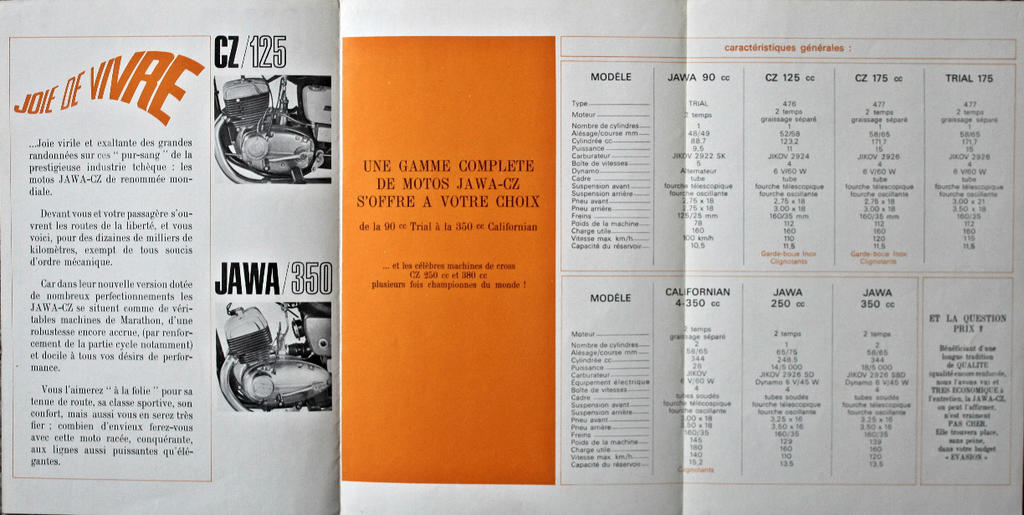 JOIE DE VIVRE
...Joie virile et exaltante des grandes
randonnées sur ces “ pur-sang ” de la
prestigieuse industrie tchèque : les
motos JAWA-CZ de renommée mon-
diale.
Devant vous et votre passagère s'ou-
vrent les routes de la liberté, et vous
voici, pour des dizaines de milliers de
kilomètres, exempt de tous soucis
d'ordre mécanique.
Car dans leur nouvelle version dotée
de nombreux perfectionnements les
JAWA-CZ se situent comme de véri-
tables machines de Marathon, d'une
robustesse encore accrue, (par renfor-
cement de la partie cycle notamment)
et docile à tous vos désirs de perfor-
mance.
Vous l'aimerez “ à la folie ” pour sa
tenue de route, sa classe sportive, son
confort, mais aussi vous en serez très
fier ; combien d'envieux ferez-vous
avec cette moto racée, conquérante,
aux lignes aussi puissantes qu'élé-
gantes.
CZ/125
JAWA/350
UNE GAMME COMPLETE
DE MOTOS JAWA-CZ
S'OFFRE A VOTRE CHOIX
de la 90 cc Trial à la 350 cc Californian
... et les célèbres machines de cross
CZ 250 cc et 380 cc
plusieurs fois championnes du monde !
caractéristiques générales :
MODÈLE JAWA 90 cc CZ 125 cc CZ 175 cc TRIAL 175
Type TRIAL 476 477 477
Moteur 2 temps 2 temps graissage séparé 2 temps graissage séparé 2 temps graissage séparé
Nombre de cylindres 1 1 1 1
Alésage/course mm 48/49 52/58 58/65 58/65
Cylindrée cc 88,7 123,2 171,7 171,7
Puissance 9,5 11 15 15
Carburateur JIKOV 2922 SK JIKOV 2924 JIKOV 2926 JIKOV 2926
Boîte de vitesses 5 4 4 4
Dynamo Alternateur 6 V/60 W 6 V/60 W 6 V/60 W
Cadre tube tube tube tube
Suspension avant fourche télescopique fourche télescopique fourche télescopique fourche télescopique
Suspension arrière fourche oscillante fourche oscillante fourche oscillante fourche oscillante
Pneu avant 2,75 x 18 2,75 x 18 2,75 x 18 3,00 x 21
Pneu arrière 2,75 x 18 3,00 x 18 3,00 x 18 3,50 x 18
Freins 125/25 mm 160/35 mm 160/35 mm 160/35 mm
Poids de la machine 78 112 112
Charge utile 160 160 160 160
Vitesse max. km/h 100 km/h 110 120 115
Capacité du réservoir 10,5 11,5 11,5 11,5
Garde-boue Inox Garde-boue Inox
Clignotants Clignotants
MODÈLE CALIFORNIAN 4-350 cc JAWA 250 cc JAWA 350 cc
Moteur 2 temps graissage séparé 2 temps 2 temps
Nombre de cylindres 2 1 2
Alésage/course mm 58/65 65/75 58/65
Cylindrée cc 344 248,5 344
Puissance 28 14/5 000 18/5 000
Carburateur JIKOV JIKOV 2926 SD JIKOV 2926 SBD
Équipement électrique 6 V/60 W Dynamo 6 V/45 W Dynamo 6 V/45 W
Boîte de vitesses 4 4 4
Cadre tubes soudés tubes soudés tubes soudés
Suspension avant fourche télescopique fourche télescopique fourche télescopique
Suspension arrière fourche oscillante fourche oscillante fourche oscillante
Pneu avant 3,00 x 18 3,25 x 16 3,25 x 16
Pneu arrière 3,50 x 18 3,50 x 16 3,50 x 16
Freins 160/35 160/35 160/35
Poids de la machine 145 129 139
Charge utile 180 160 160
Vitesse max. km/h 140 110 120
Capacité du réservoir 15,2 13,5 13,5
Clignotants
ET LA QUESTION
PRIX ?
Bénéficiant d'une
longue tradition
de QUALITÉ
qualité encore renforcée,
nous l'avons vu; et
TRES ECONOMIQUE à
l'entretien, la JAWA-CZ,
on peut l'affirmer,
n'est vraiment
PAS CHER.
Elle trouvera place,
sans peine,
dans votre budget
« EVASION »